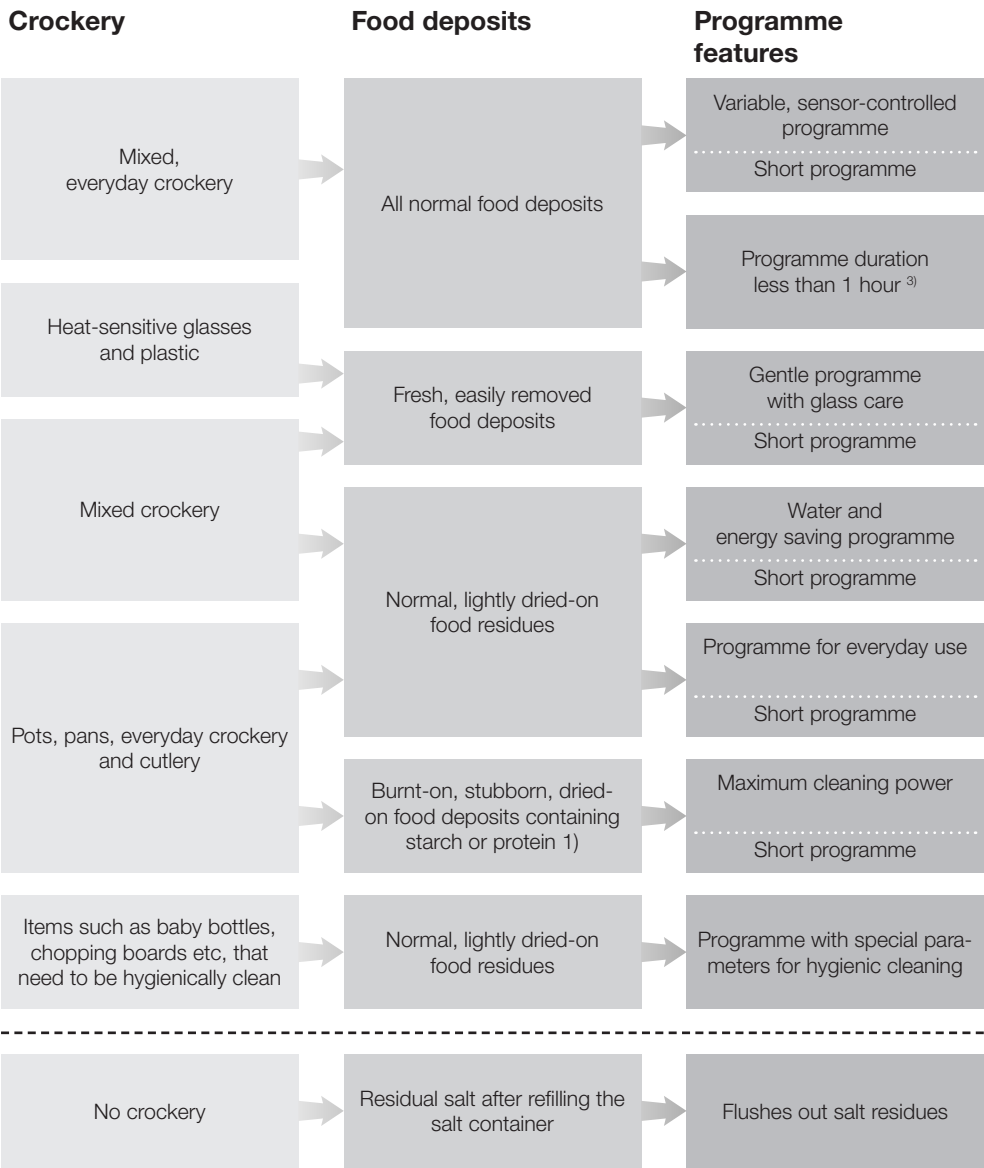 Crockery
Food deposits
Programme
features
Mixed,
everyday crockery
All normal food deposits
Variable, sensor-controlled
programme
Short programme
Programme duration
less than 1 hour 3)
Heat-sensitive glasses
and plastic
Fresh, easily removed
food deposits
Gentle programme
with glass care
Short programme
Mixed crockery
Normal, lightly dried-on
food residues
Water and
energy saving programme
Short programme
Programme for everyday use
Short programme
Pots, pans, everyday crockery
and cutlery
Burnt-on, stubborn, dried-
on food deposits containing
starch or protein 1)
Maximum cleaning power
Short programme
Items such as baby bottles,
chopping boards etc, that
need to be hygienically clean
Normal, lightly dried-on
food residues
Programme with special para-
meters for hygienic cleaning
No crockery
Residual salt after refilling the
salt container
Flushes out salt residues